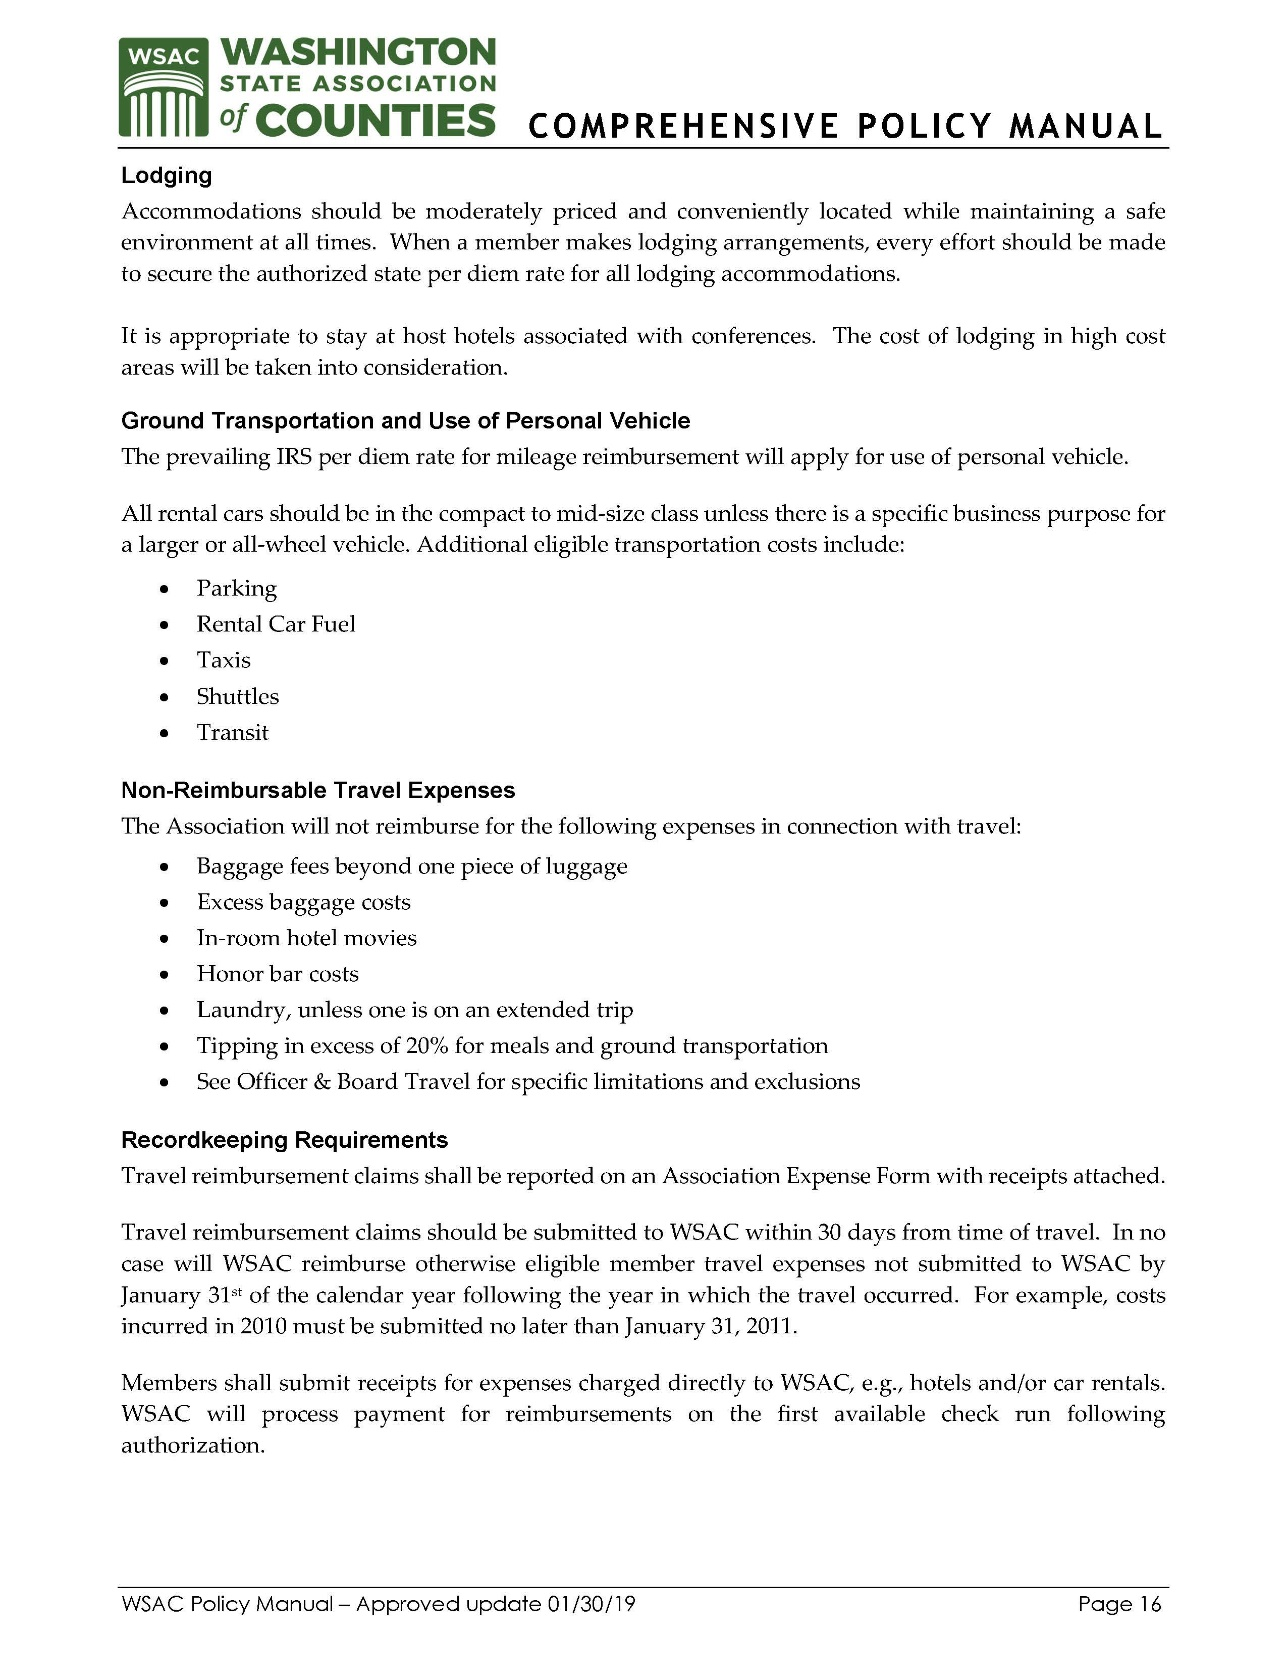 WSAC
WASHINGTON
STATE ASSOCIATION
of COUNTIES
COMPREHENSIVE POLICY MANUAL
Lodging
Accommodations should be moderately priced and conveniently located while maintaining a safe
environment at all times. When a member makes lodging arrangements, every effort should be made
to secure the authorized state per diem rate for all lodging accommodations.
It is appropriate to stay at host hotels associated with conferences. The cost of lodging in high cost
areas will be taken into consideration.
Ground Transportation and Use of Personal Vehicle
The prevailing IRS per diem rate for mileage reimbursement will apply for use of personal vehicle.
All rental cars should be in the compact to mid-size class unless there is a specific business purpose for
a larger or all-wheel vehicle. Additional eligible transportation costs include:
• Parking
• Rental Car Fuel
• Taxis
• Shuttles
• Transit
Non-Reimbursable Travel Expenses
The Association will not reimburse for the following expenses in connection with travel:
• Baggage fees beyond one piece of luggage
• Excess baggage costs
• In-room hotel movies
• Honor bar costs
• Laundry, unless one is on an extended trip
• Tipping in excess of 20% for meals and ground transportation
• See Officer & Board Travel for specific limitations and exclusions
Recordkeeping Requirements
Travel reimbursement claims shall be reported on an Association Expense Form with receipts attached.
Travel reimbursement claims should be submitted to WSAC within 30 days from time of travel. In no
case will WSAC reimburse otherwise eligible member travel expenses not submitted to WSAC by
January 31st of the calendar year following the year in which the travel occurred. For example, costs
incurred in 2010 must be submitted no later than January 31, 2011.
Members shall submit receipts for expenses charged directly to WSAC, e.g., hotels and/or car rentals.
WSAC will process payment for reimbursements on the first available check run following
authorization.
WSAC Policy Manual – Approved update 01/30/19
Page 16